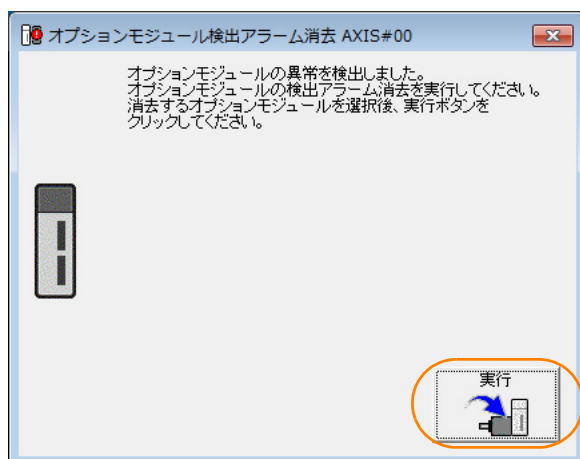 オプションモジュール検出アラーム消去 AXIS#00
オプションモジュールの異常を検出しました。
オプションモジュールの検出アラーム消去を実行してください。
消去するオプションモジュールを選択後、実行ボタンを
クリックしてください。
実行